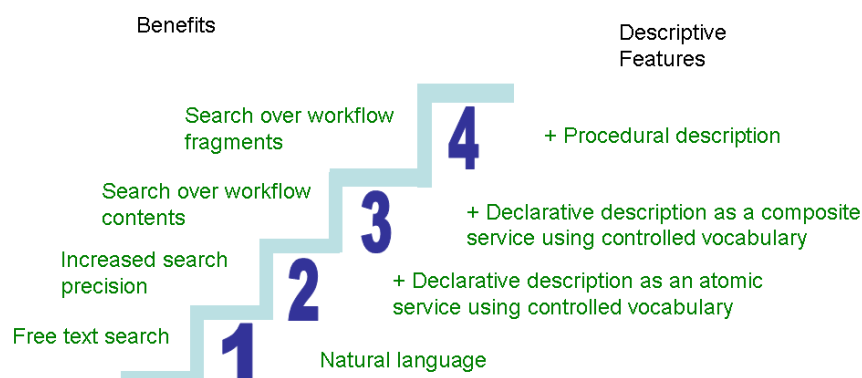 Benefits
Descriptive
Features
Search over workflow
fragments
4
+ Procedural description
Search over workflow
contents
3
+ Declarative description as a composite
service using controlled vocabulary
Increased search
precision
2
+ Declarative description as an atomic
service using controlled vocabulary
Free text search
1
Natural language